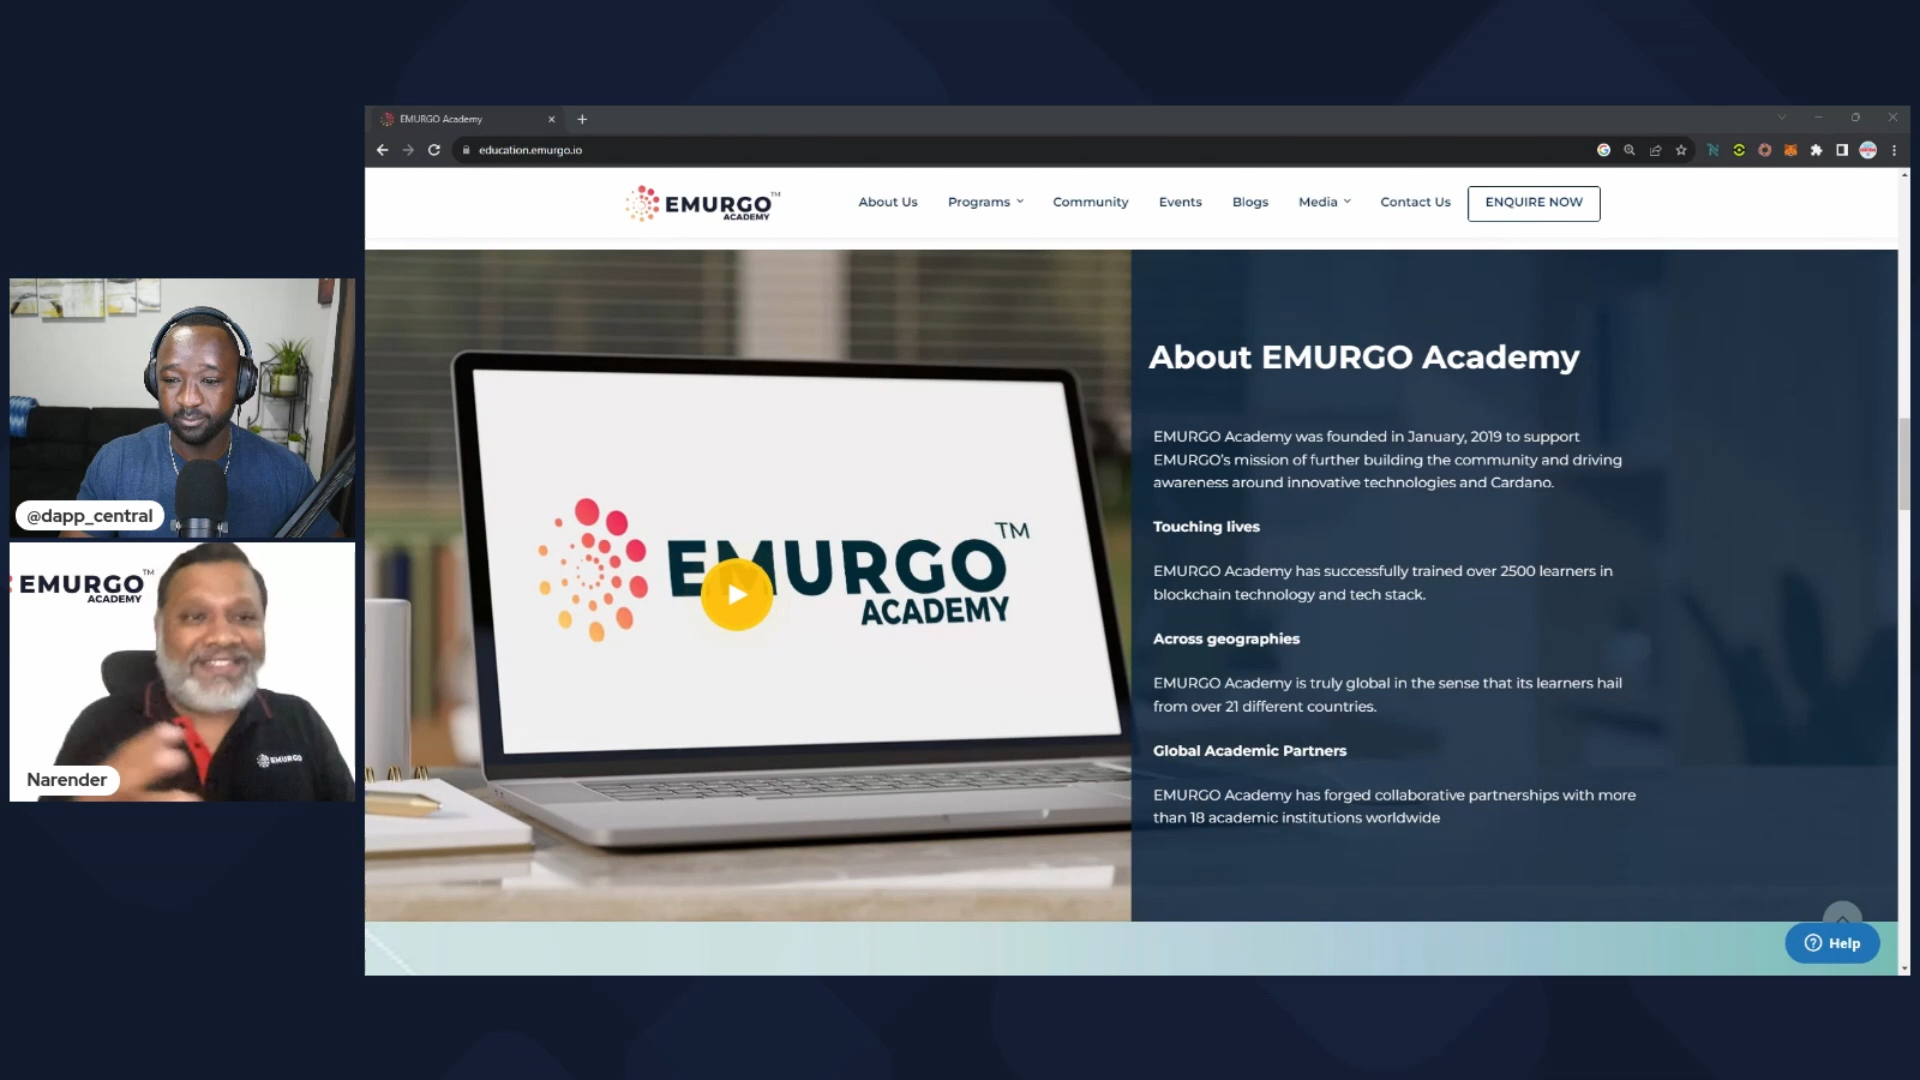 EMURGO Academy
education.emurgo.io
EMURGO™
ACADEMY
About Us
Programs
Community
Events
Blogs
Media
Contact Us
ENQUIRE NOW
@dapp_central
EMURGO™
ACADEMY
EMURGO
Narender
EMURGO™
ACADEMY
About EMURGO Academy
EMURGO Academy was founded in January, 2019 to support
EMURGO's mission of further building the community and driving
awareness around innovative technologies and Cardano.
Touching lives
EMURGO Academy has successfully trained over 2500 learners in
blockchain technology and tech stack.
Across geographies
EMURGO Academy is truly global in the sense that its learners hail
from over 21 different countries.
Global Academic Partners
EMURGO Academy has forged collaborative partnerships with more
than 18 academic institutions worldwide
Help